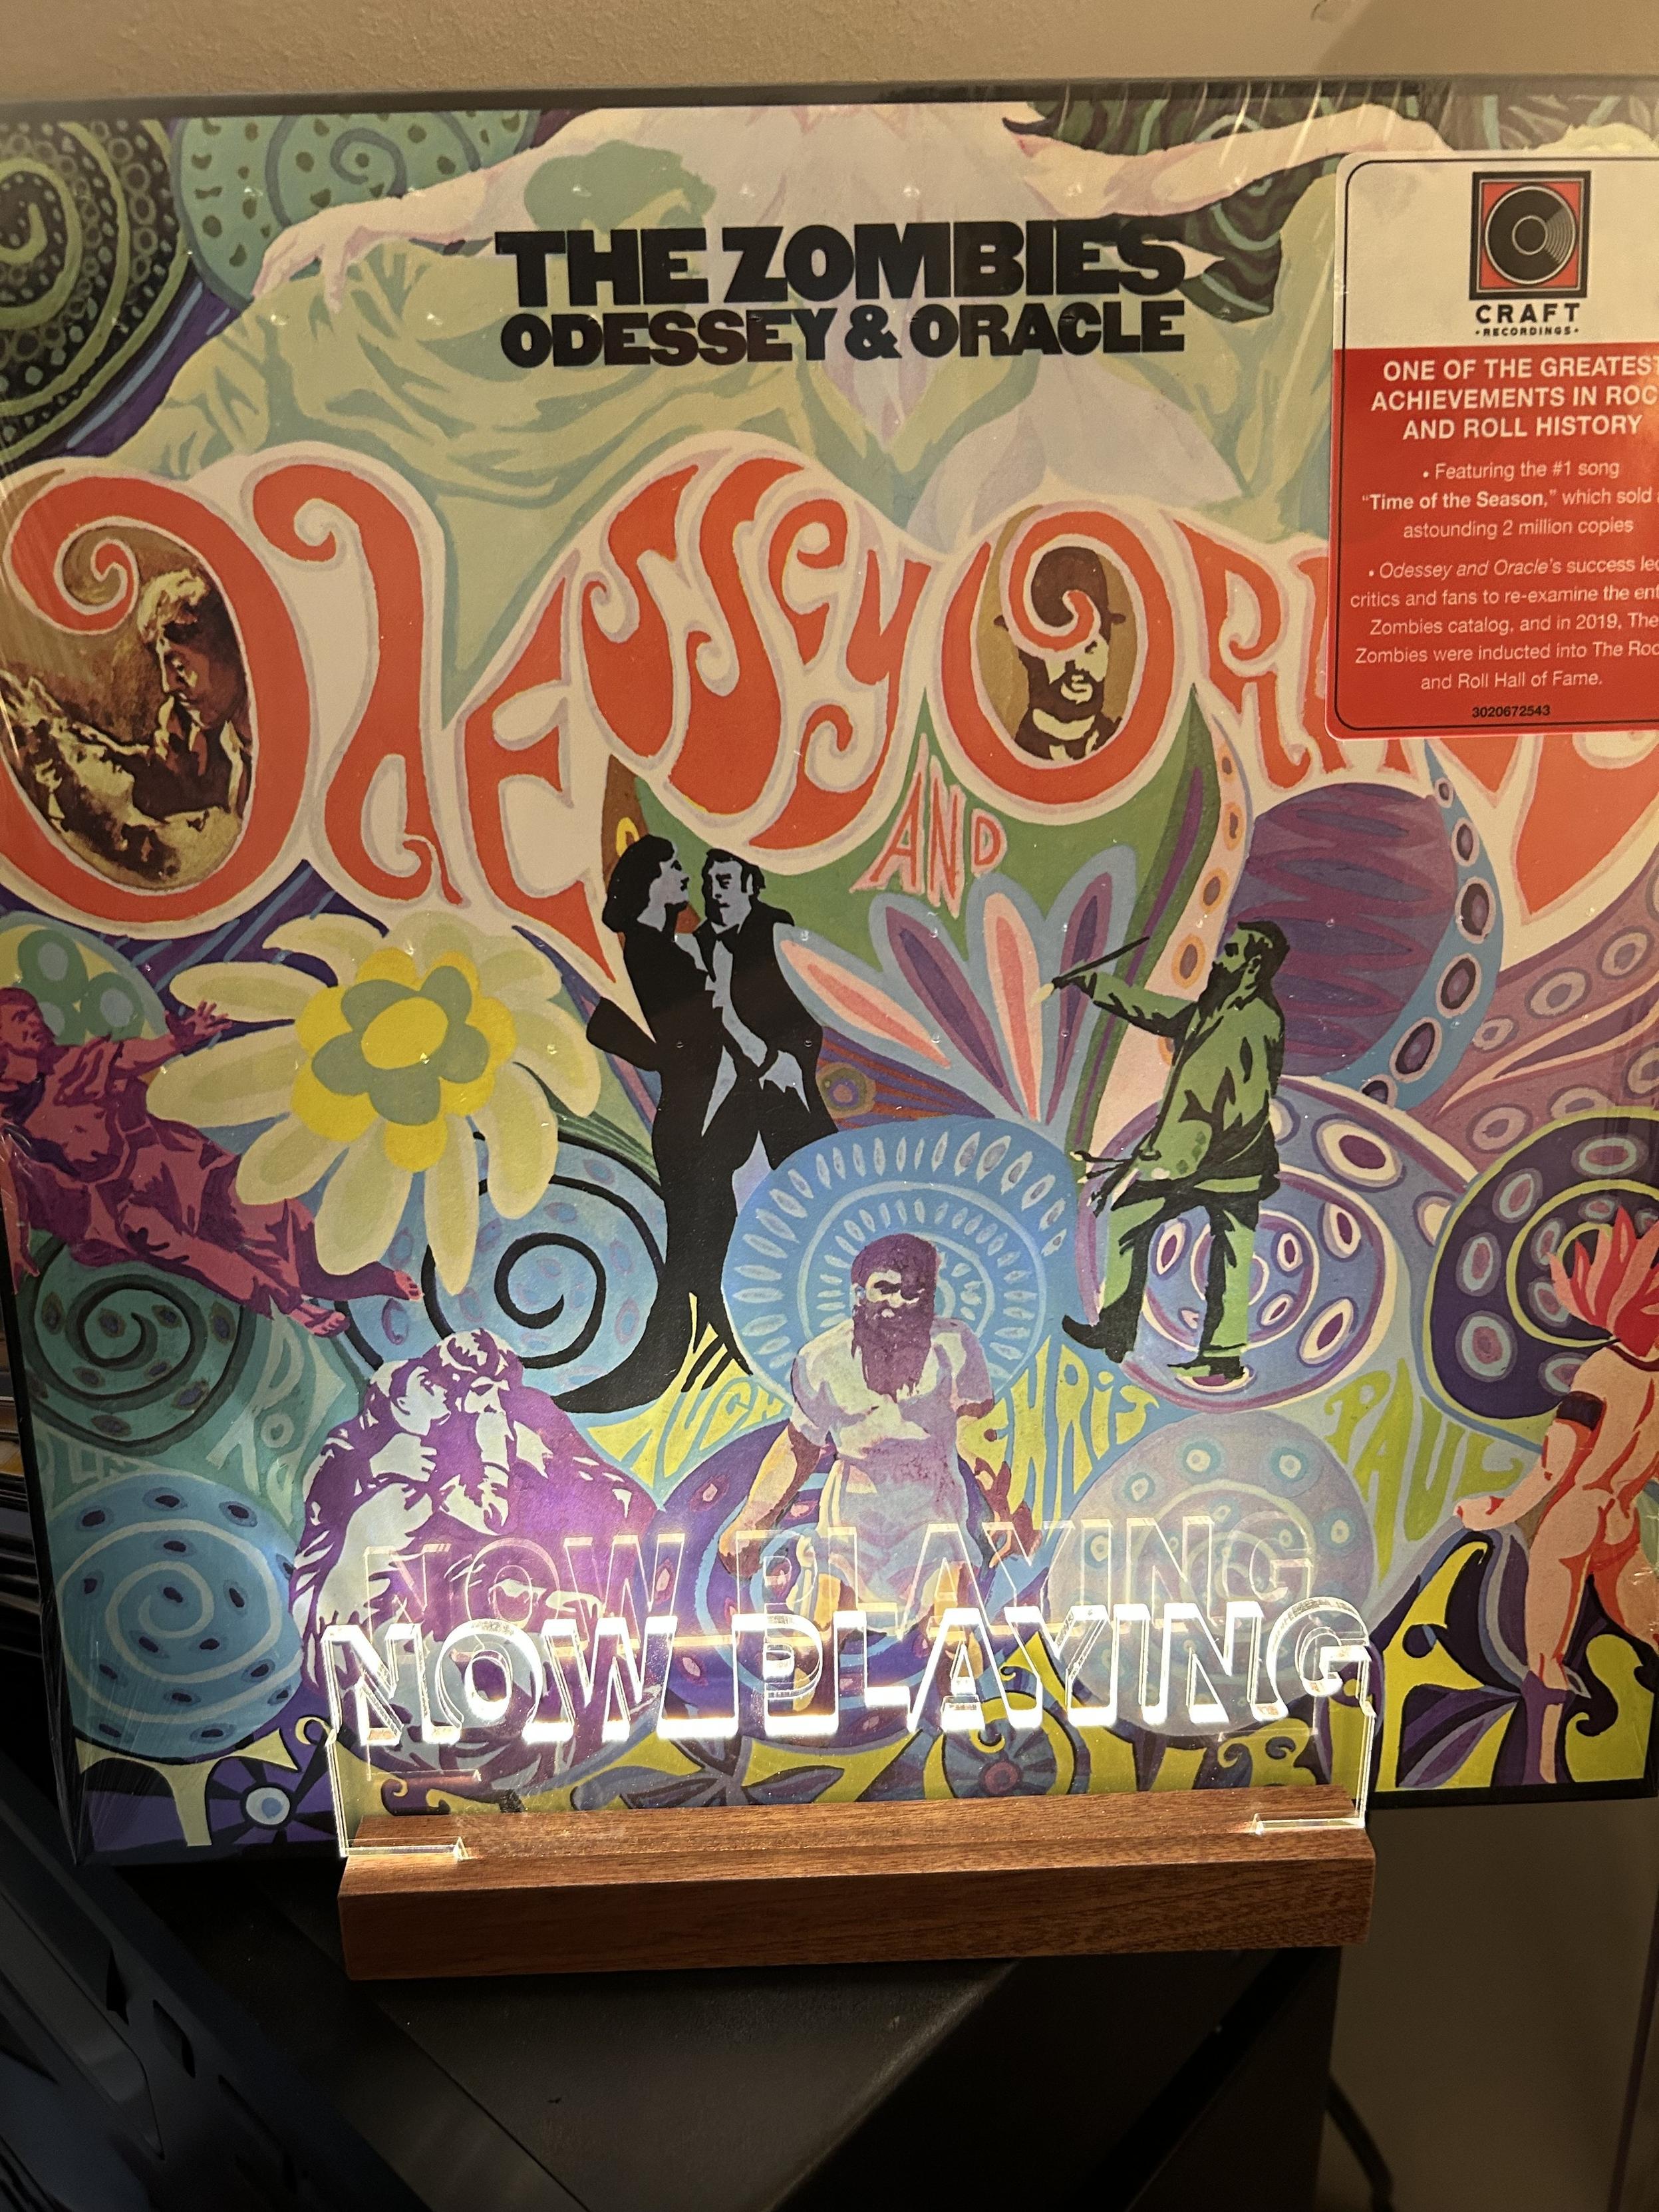 THE ZOMBIES
ODESSEY & ORACLE
CRAFT
•RECORDINGS•
ONE OF THE GREATEST
ACHIEVEMENTS IN ROC
AND ROLL HISTORY
• Featuring the #1 song
"Time of the Season," which sold
astounding 2 million copies
• Odessey and Oracle's success led
critics and fans to re-examine the ent
Zombies catalog, and in 2019, The
Zombies were inducted into The Roc
and Roll Hall of Fame.
3020672543
ODESSEY
AND
ORA
CHRIS
PAUL
NOW PLAYING